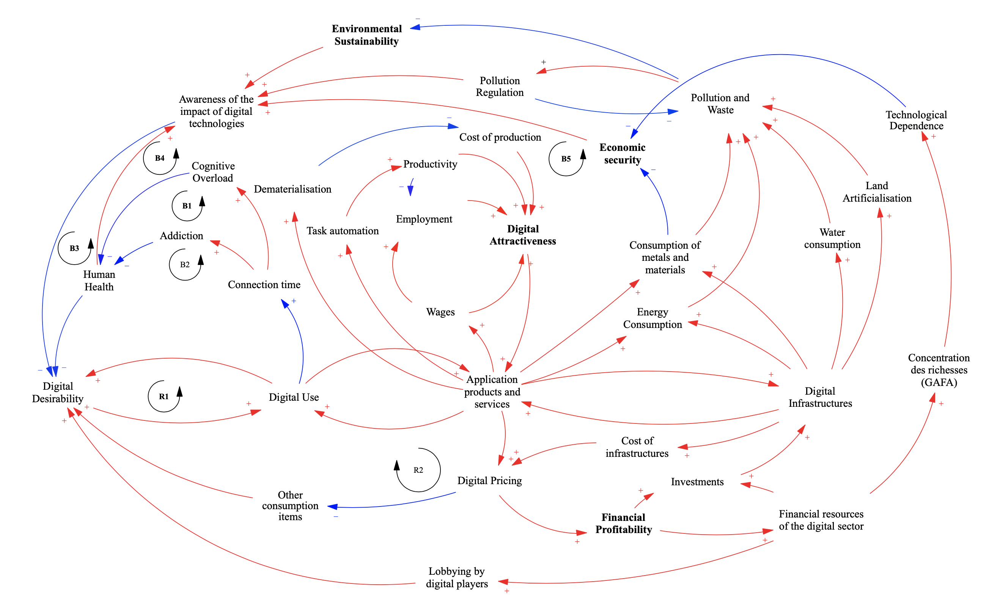 Environmental
Sustainability
Pollution
Regulation
Pollution and
Waste
Technological
Dependence
Awareness of the
impact of digital
technologies
Cost of production
Economic
security
B4
B5
Cognitive
Overload
Productivity
Dematerialisation
Land
Artificialisation
B1
Employment
Task automation
Digital
Attractiveness
Addiction
B3
B2
Water
consumption
Consumption of
metals and
materials
Human
Health
Connection time
Wages
Energy
Consumption
Concentration
des richesses
(GAFA)
Digital
Desirability
R1
Digital Use
Application
products and
services
Digital
Infrastructures
Cost of
infrastructures
R2
Digital Pricing
Investments
Other
consumption
items
Financial
Profitability
Financial resources
of the digital sector
Lobbying by
digital players